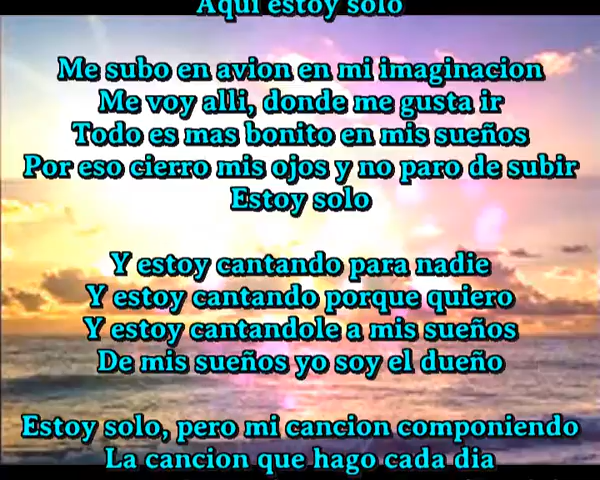 Aqui estoy solo
Me subo en avion en mi imaginacion
Me voy alli, donde me gusta ir
Todo es mas bonito en mis sueños
Por eso cierro mis ojos y no paro de subir
Estoy solo
Y estoy cantando para nadie
Y estoy cantando porque quiero
Y estoy cantandole a mis sueños
De mis sueños yo soy el dueño
Estoy solo, pero mi cancion componiendo
La cancion que hago cada dia